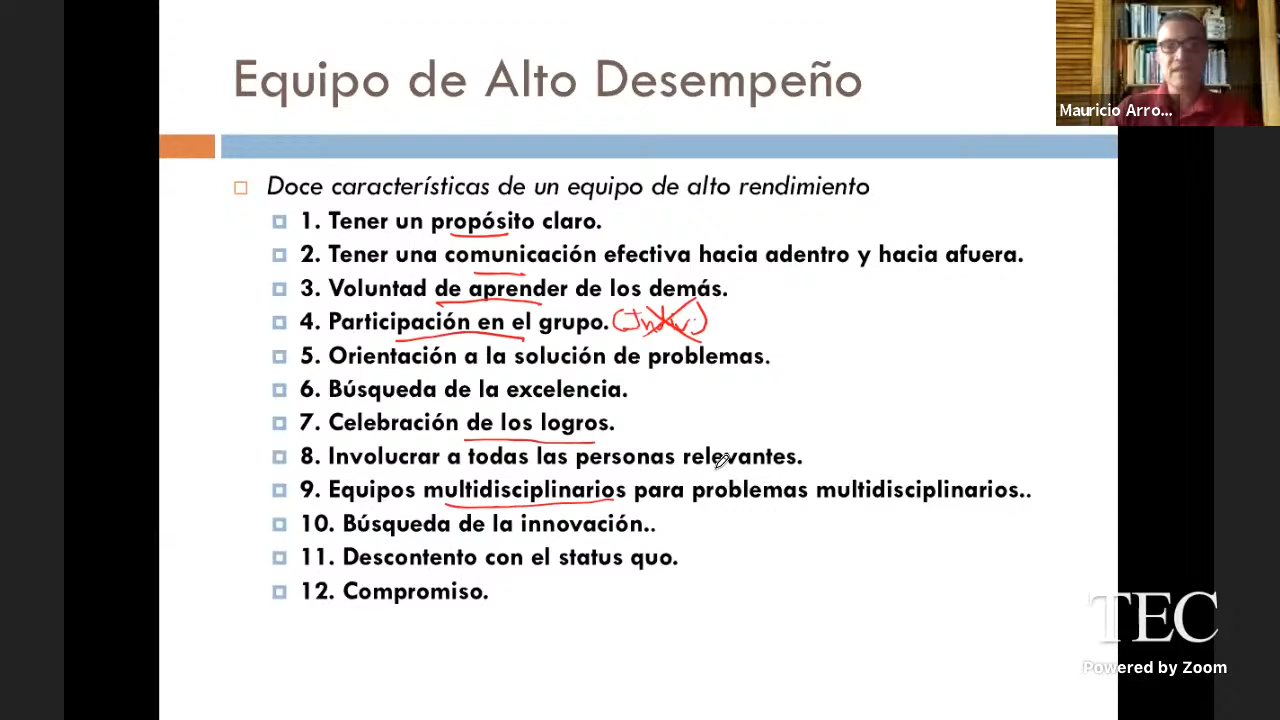 Equipo de Alto Desempeño
Mauricio Arro...
Doce características de un equipo de alto rendimiento
1. Tener un propósito claro.
2. Tener una comunicación efectiva hacia adentro y hacia afuera.
3. Voluntad de aprender de los demás.
4. Participación en el grupo.
5. Orientación a la solución de problemas.
6. Búsqueda de la excelencia.
7. Celebración de los logros.
8. Involucrar a todas las personas relevantes.
9. Equipos multidisciplinarios para problemas multidisciplinarios..
10. Búsqueda de la innovación..
11. Descontento con el status quo.
12. Compromiso.
TEC
Powered by Zoom